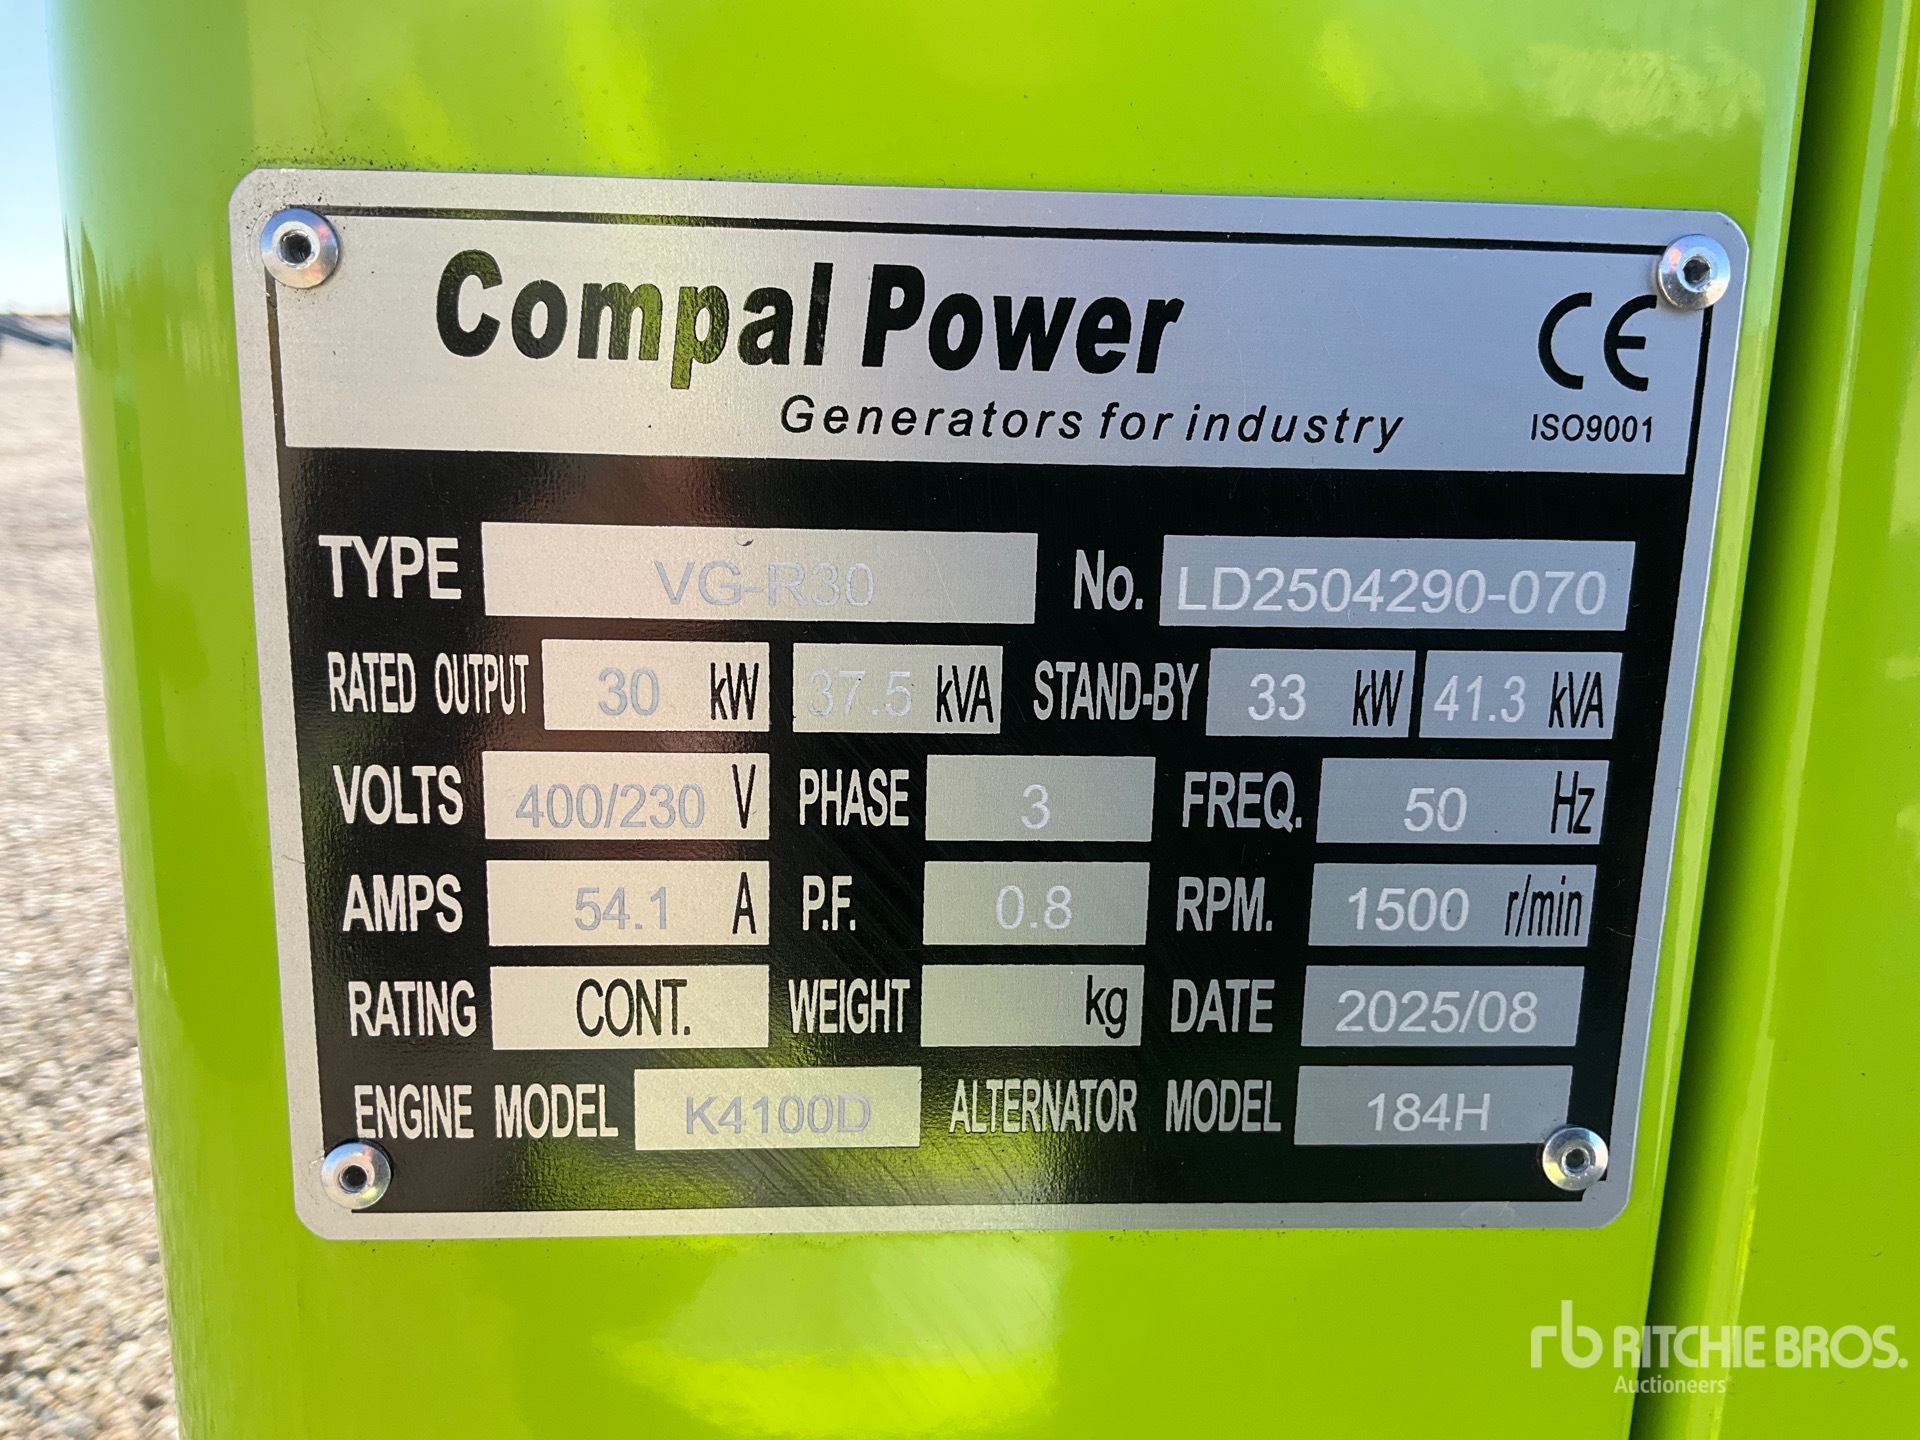 Compal Power
Generators for industry
CE
ISO9001
TYPE VG-R30 No. LD2504290-070
RATED OUTPUT 30 kW 37.5 kVA STAND-BY 33 kW 41.3 kVA
VOLTS 400/230 V PHASE 3 FREQ. 50 Hz
AMPS 54.1 A P.F. 0.8 RPM. 1500 r/min
RATING CONT. WEIGHT kg DATE 2025/08
ENGINE MODEL K4100D ALTERNATOR MODEL 184H
rb RITCHIE BROS.
Auctioneers